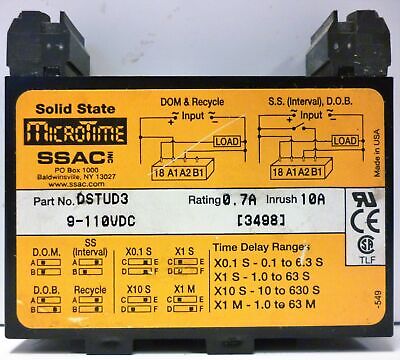 Solid State
MICROTIME
SSAC INC
PO Box 1000
Baldwinsville, NY 13027
www.ssac.com
DOM & Recycle
~ Input ~
+ -
LOAD
18 A1 A2 B1
S.S. (Interval), D.O.B.
~ Input ~
+ -
LOAD
18 A1 A2 B1
Made in USA
Part No. DSTUD3
Rating 0.7A Inrush 10A
9-110VDC
[3498]
D.O.M.
A
B
SS
(Interval)
A
B
X0.1 S
C E
D F
X1 S
C E
D F
D.O.B.
A
B
Recycle
A
B
X10 S
C E
D F
X1 M
C E
D F
Time Delay Ranges
X0.1 S - 0.1 to 6.3 S
X1 S - 1.0 to 63 S
X10 S - 10 to 630 S
X1 M - 1.0 to 63 M
CE
SA
TLF
-549